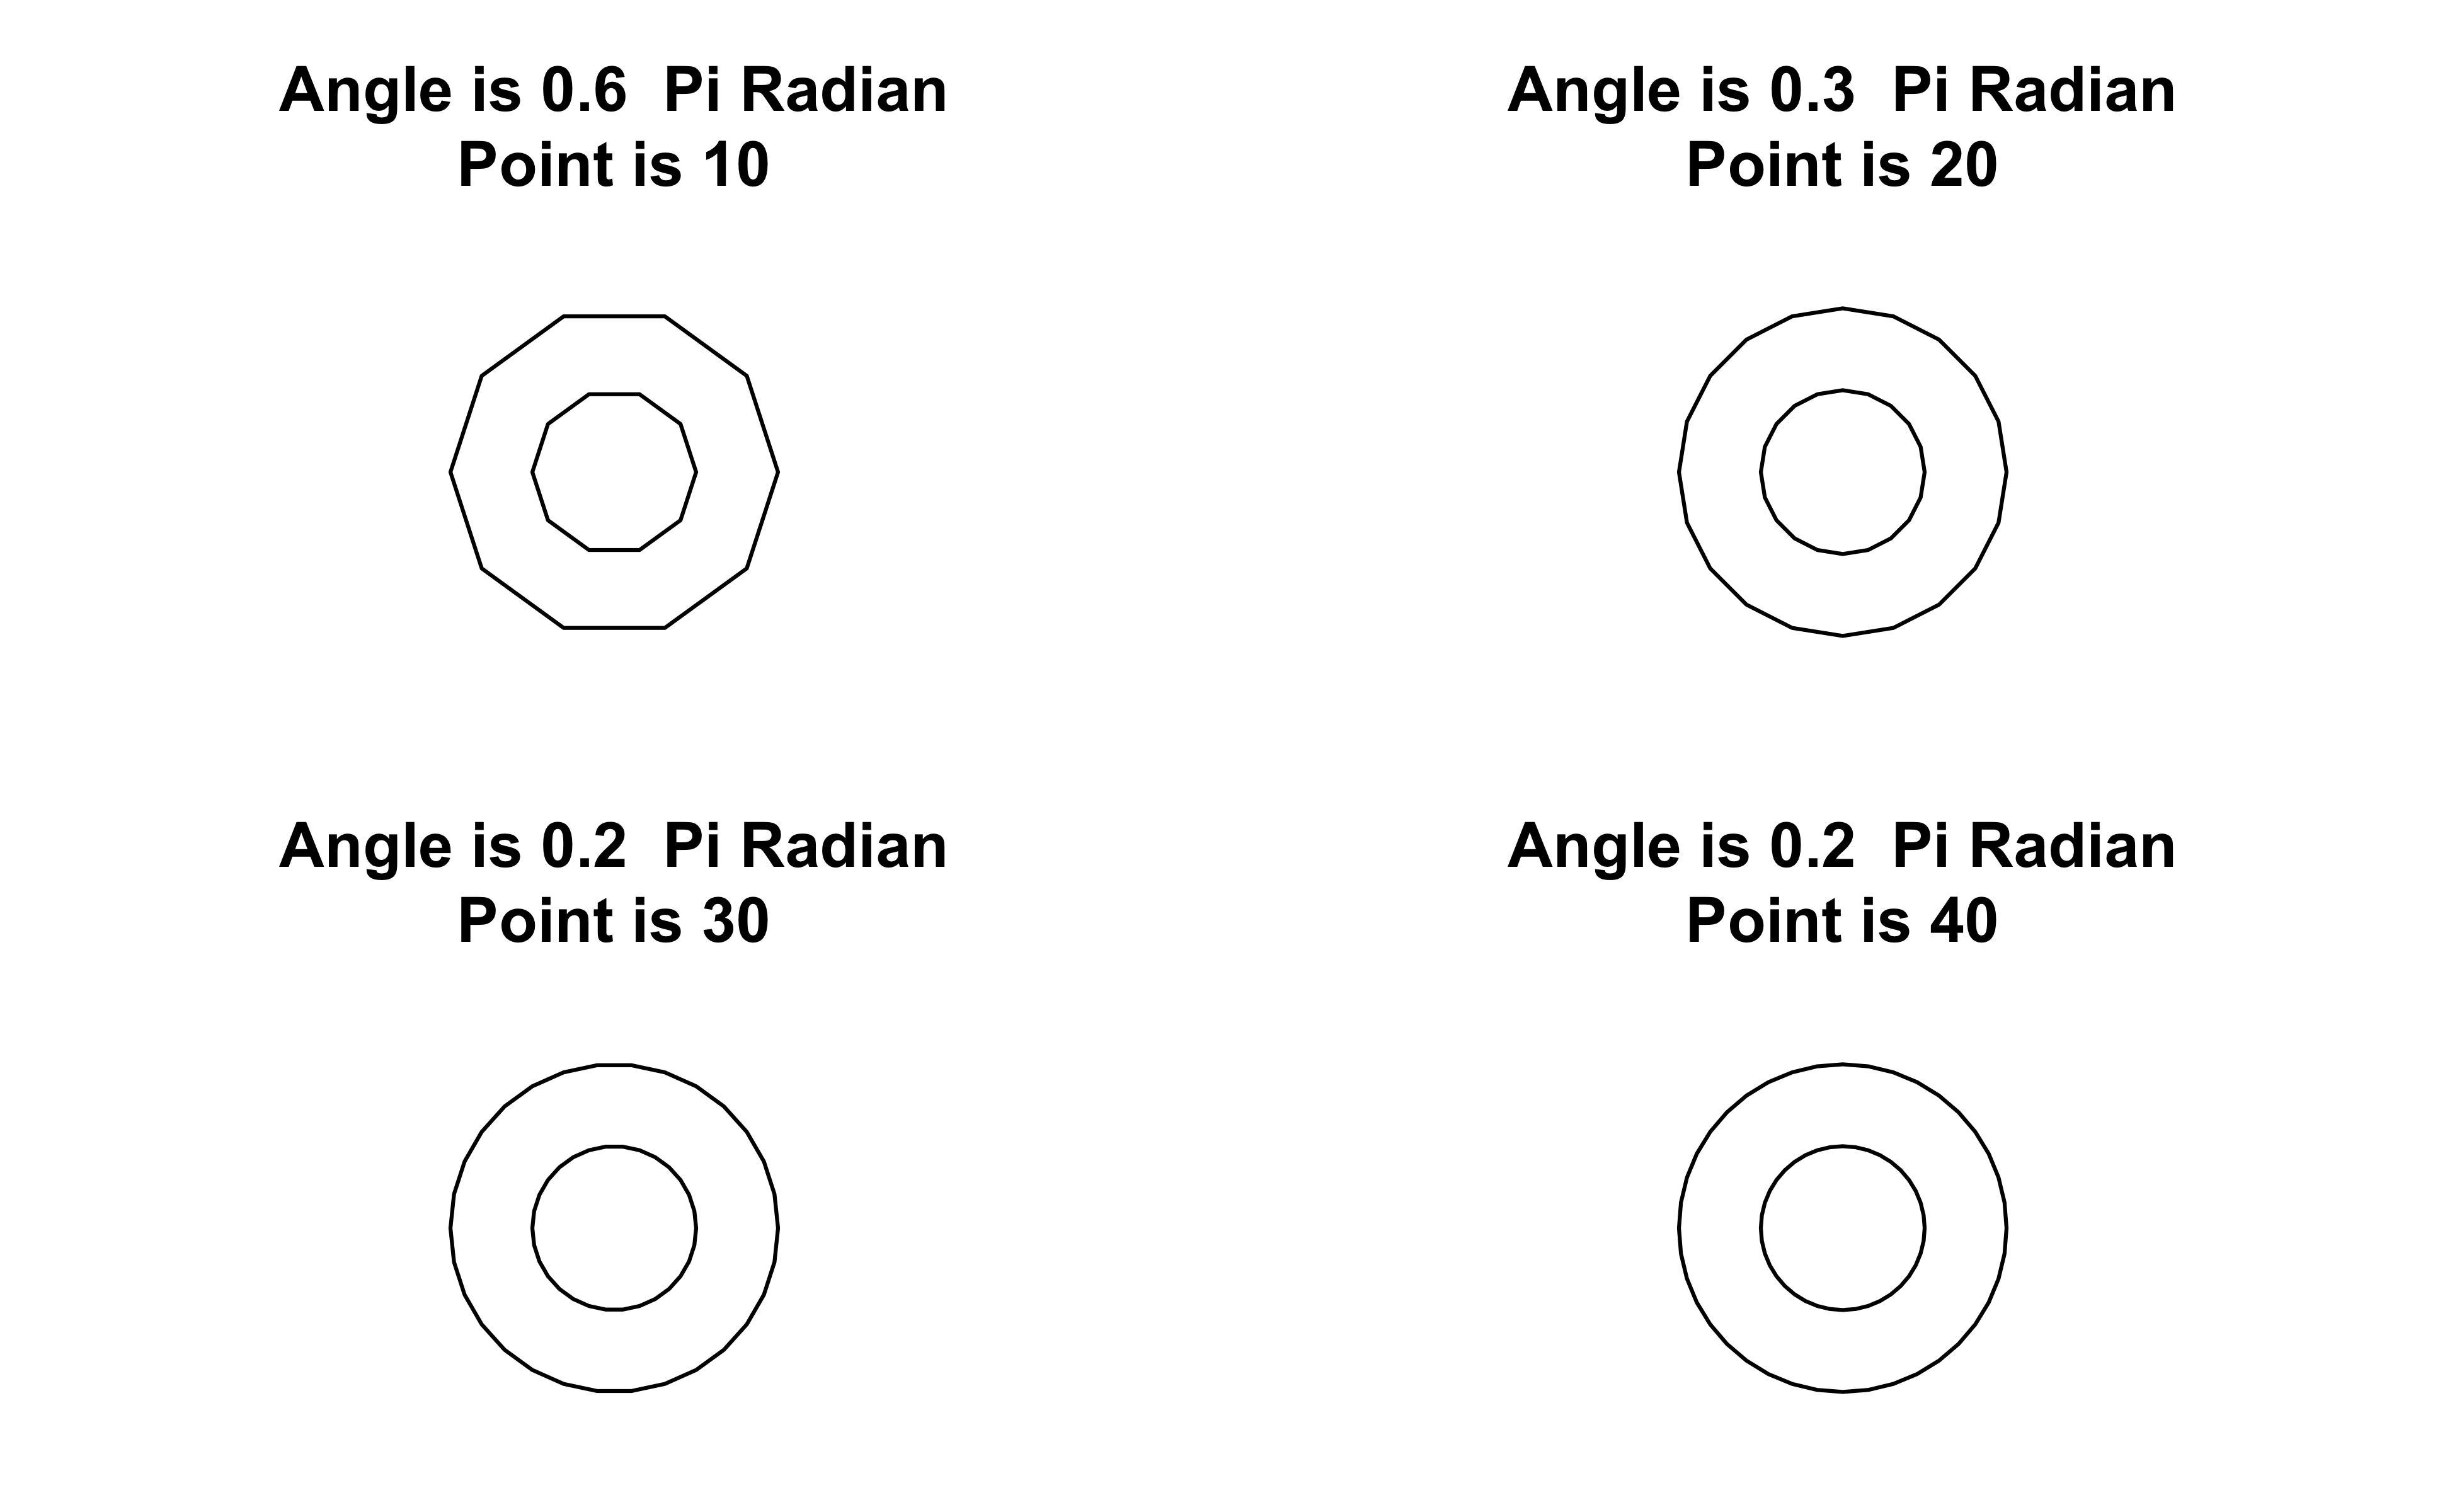 Angle is 0.6  Pi Radian
Point is 10
Angle is 0.3  Pi Radian
Point is 20
Angle is 0.2  Pi Radian
Point is 30
Angle is 0.2  Pi Radian
Point is 40